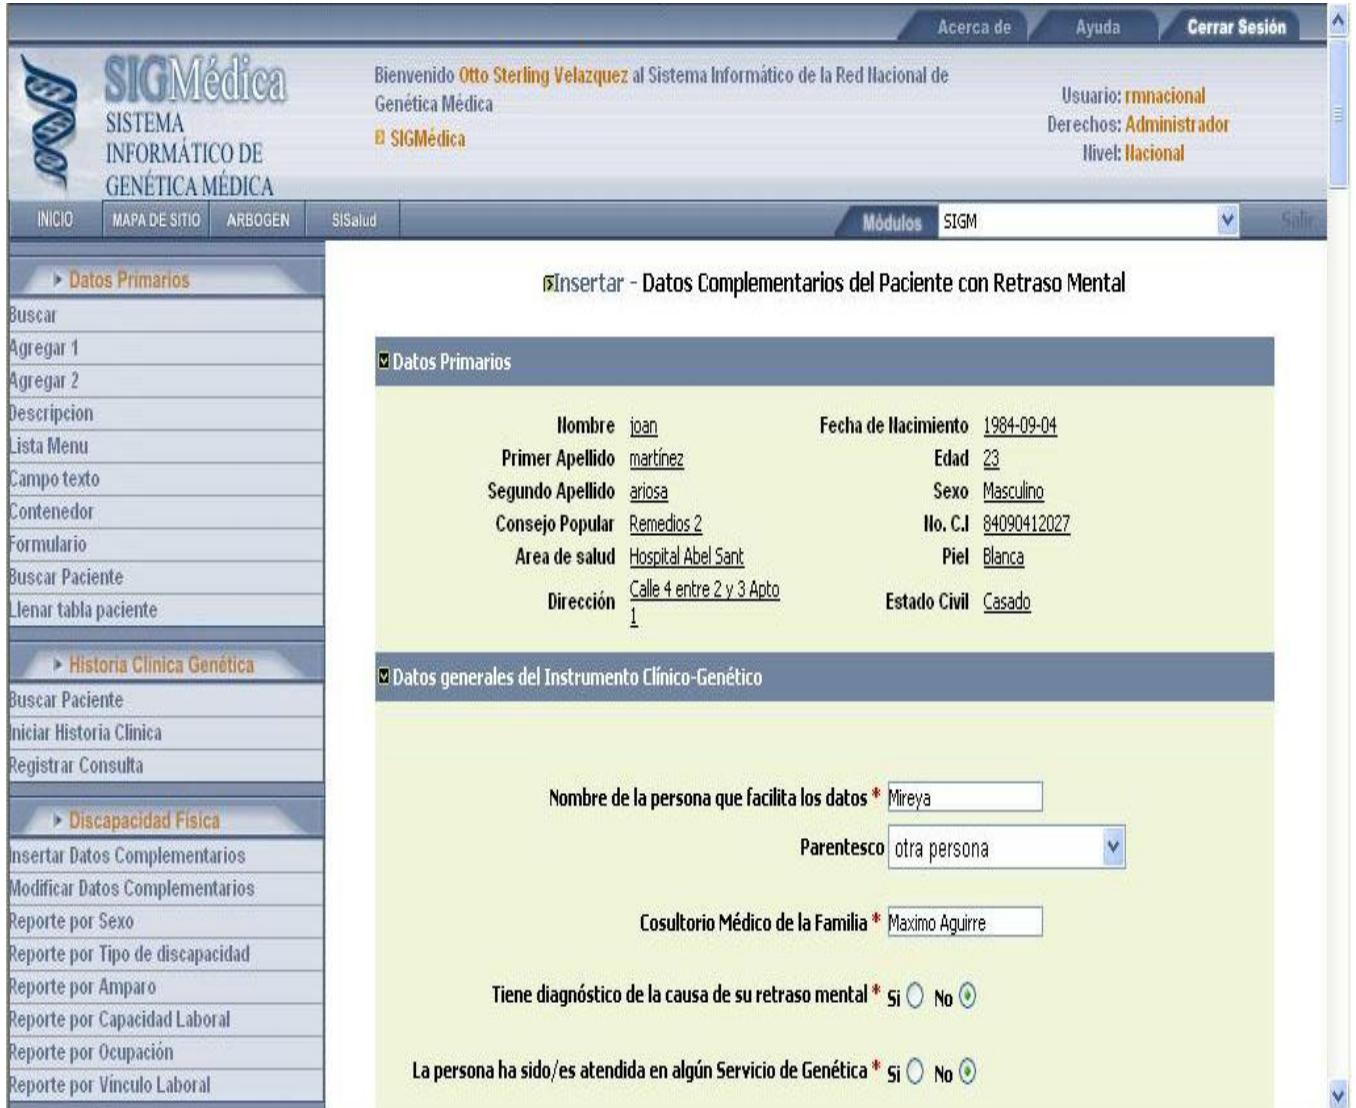 Acerca de Ayuda Cerrar Sesión
SIGMédica
SISTEMA
INFORMÁTICO DE
GENÉTICA MÉDICA
Bienvenido Otto Sterling Velazquez al Sistema Informático de la Red Nacional de
Genética Médica
SIGMédica
Usuario: rmnacional
Derechos: Administrador
Nivel: Nacional
INICIO MAPA DE SITIO ARBOGEN SISalud Módulos SIGM Salir
Datos Primarios
Buscar
Agregar 1
Agregar 2
Descripcion
Lista Menu
Campo texto
Contenedor
Formulario
Buscar Paciente
Llenar tabla paciente
Historia Clinica Genética
Buscar Paciente
Iniciar Historia Clinica
Registrar Consulta
Discapacidad Física
Insertar Datos Complementarios
Modificar Datos Complementarios
Reporte por Sexo
Reporte por Tipo de discapacidad
Reporte por Amparo
Reporte por Capacidad Laboral
Reporte por Ocupación
Reporte por Vínculo Laboral
Insertar - Datos Complementarios del Paciente con Retraso Mental
Datos Primarios
Nombre joan Fecha de Nacimiento 1984-09-04
Primer Apellido martínez Edad 23
Segundo Apellido ariosa Sexo Masculino
Consejo Popular Remedios 2 No. C.I 84090412027
Area de salud Hospital Abel Sant Piel Blanca
Dirección Calle 4 entre 2 y 3 Apto
1 Estado Civil Casado
Datos generales del Instrumento Clínico-Genético
Nombre de la persona que facilita los datos * Mireya
Parentesco otra persona
Cosultorio Médico de la Familia * Maximo Aguirre
Tiene diagnóstico de la causa de su retraso mental * Si No
La persona ha sido/es atendida en algún Servicio de Genética * Si No